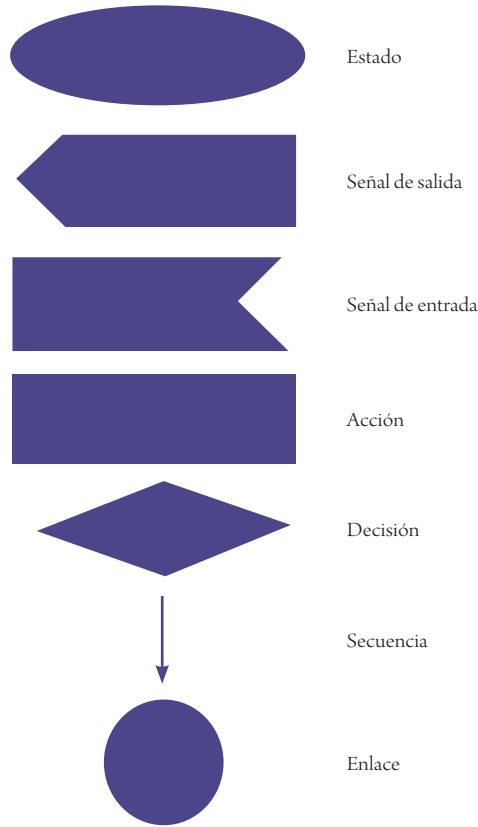 Estado
Señal de salida
Señal de entrada
Acción
Decisión
Secuencia
Enlace